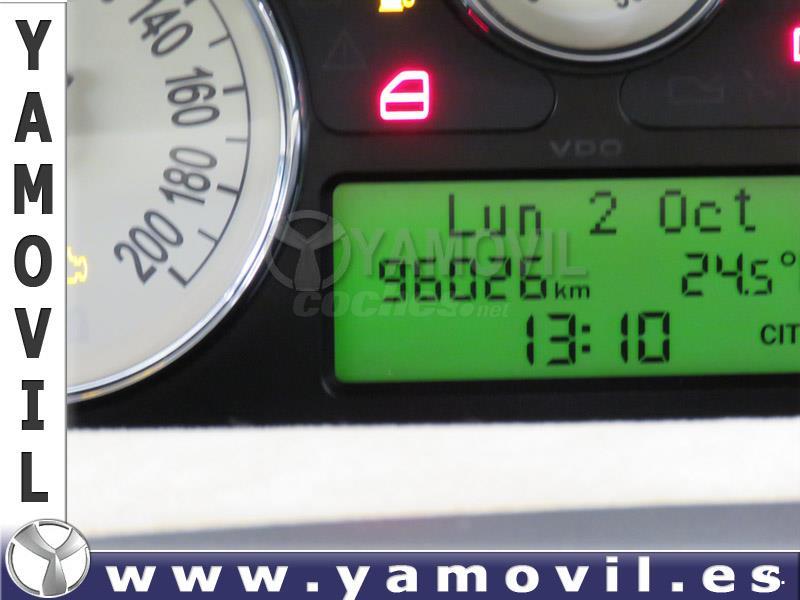 YAMOVIL
140
160
180
200
VDO
Lun 2 Oct
YAMOVIL
98026 km 24.5°
coches.net
13:10 CIT
www.yamovil.es